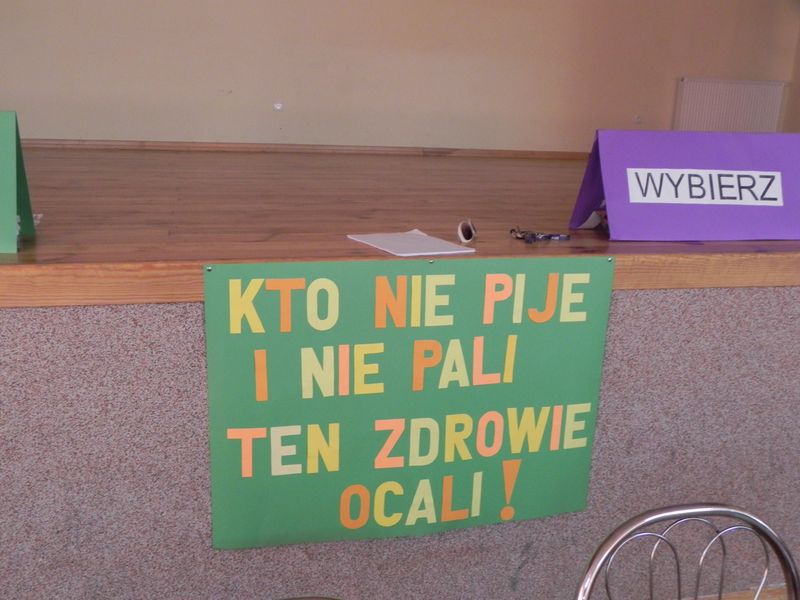 WYBIERZ
KTO NIE PIJE
I NIE PALI
TEN ZDROWIE
OCALI!